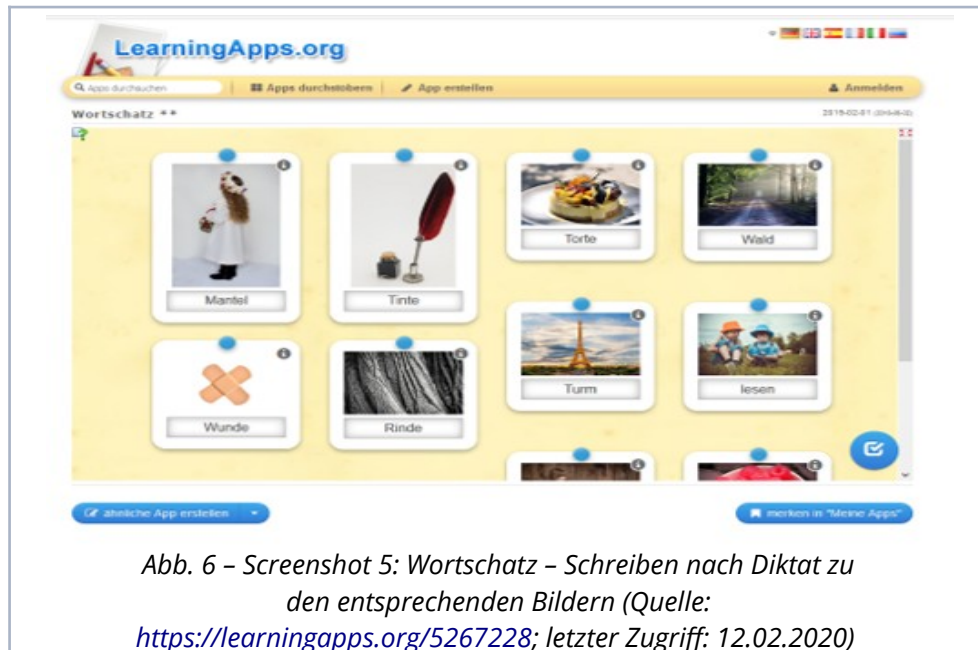 LearningApps.org
Apps durchsuchen
Apps durchstöbern
App erstellen
Anmelden
Wortschatz **
Mantel
Tinte
Torte
Wald
Wunde
Rinde
Turm
lesen
ähnliche App erstellen
merken in "Meine Apps"
Abb. 6 – Screenshot 5: Wortschatz – Schreiben nach Diktat zu
den entsprechenden Bildern (Quelle:
https://learningapps.org/5267228; letzter Zugriff: 12.02.2020)